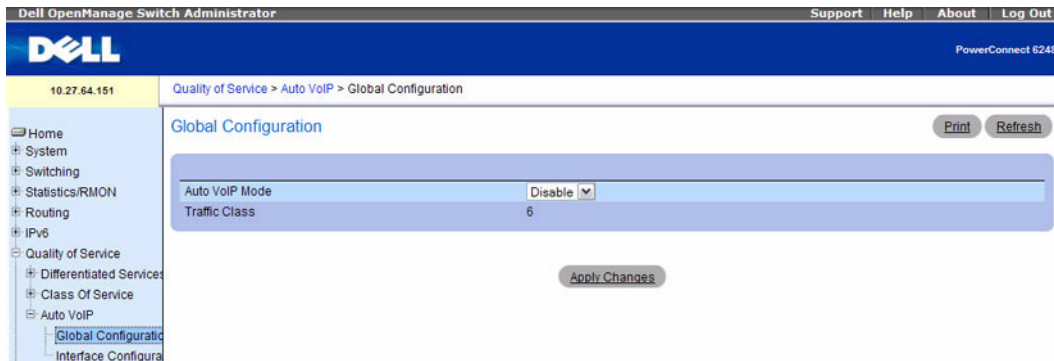 Dell OpenManage Switch Administrator Support Help About Log Out
DELL
PowerConnect 6248
10.27.64.151
Quality of Service > Auto VoIP > Global Configuration
Home
System
Switching
Statistics/RMON
Routing
IPv6
Quality of Service
Differentiated Services
Class Of Service
Auto VoIP
Global Configuratio
Interface Configura
Global Configuration
Print Refresh
Auto VoIP Mode Disable
Traffic Class 6
Apply Changes